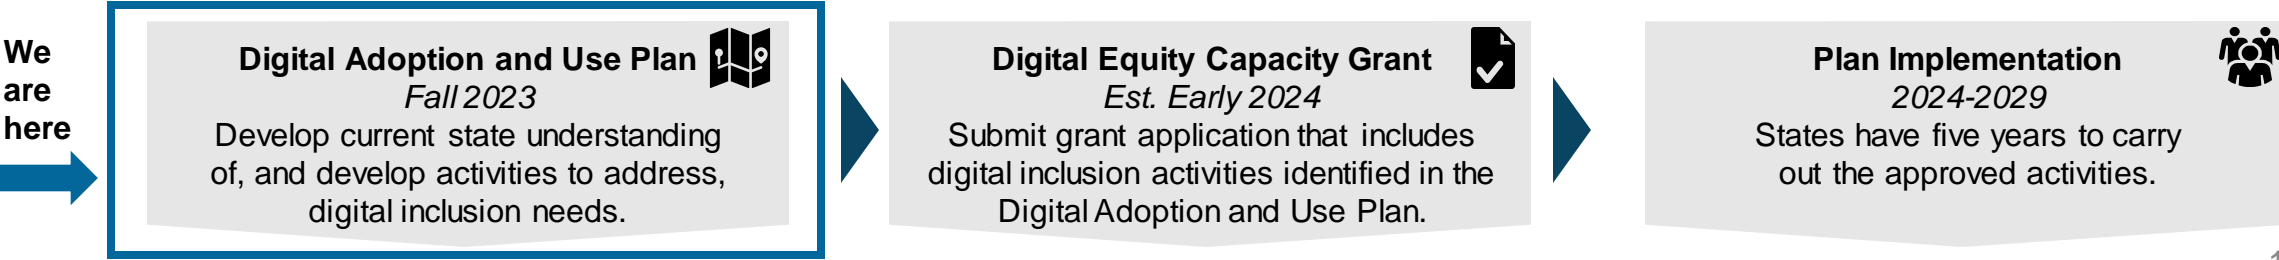 We
are
here
Digital Adoption and Use Plan
Fall 2023
Develop current state understanding
of, and develop activities to address,
digital inclusion needs.
Digital Equity Capacity Grant
Est. Early 2024
Submit grant application that includes
digital inclusion activities identified in the
Digital Adoption and Use Plan.
Plan Implementation
2024-2029
States have five years to carry
out the approved activities.